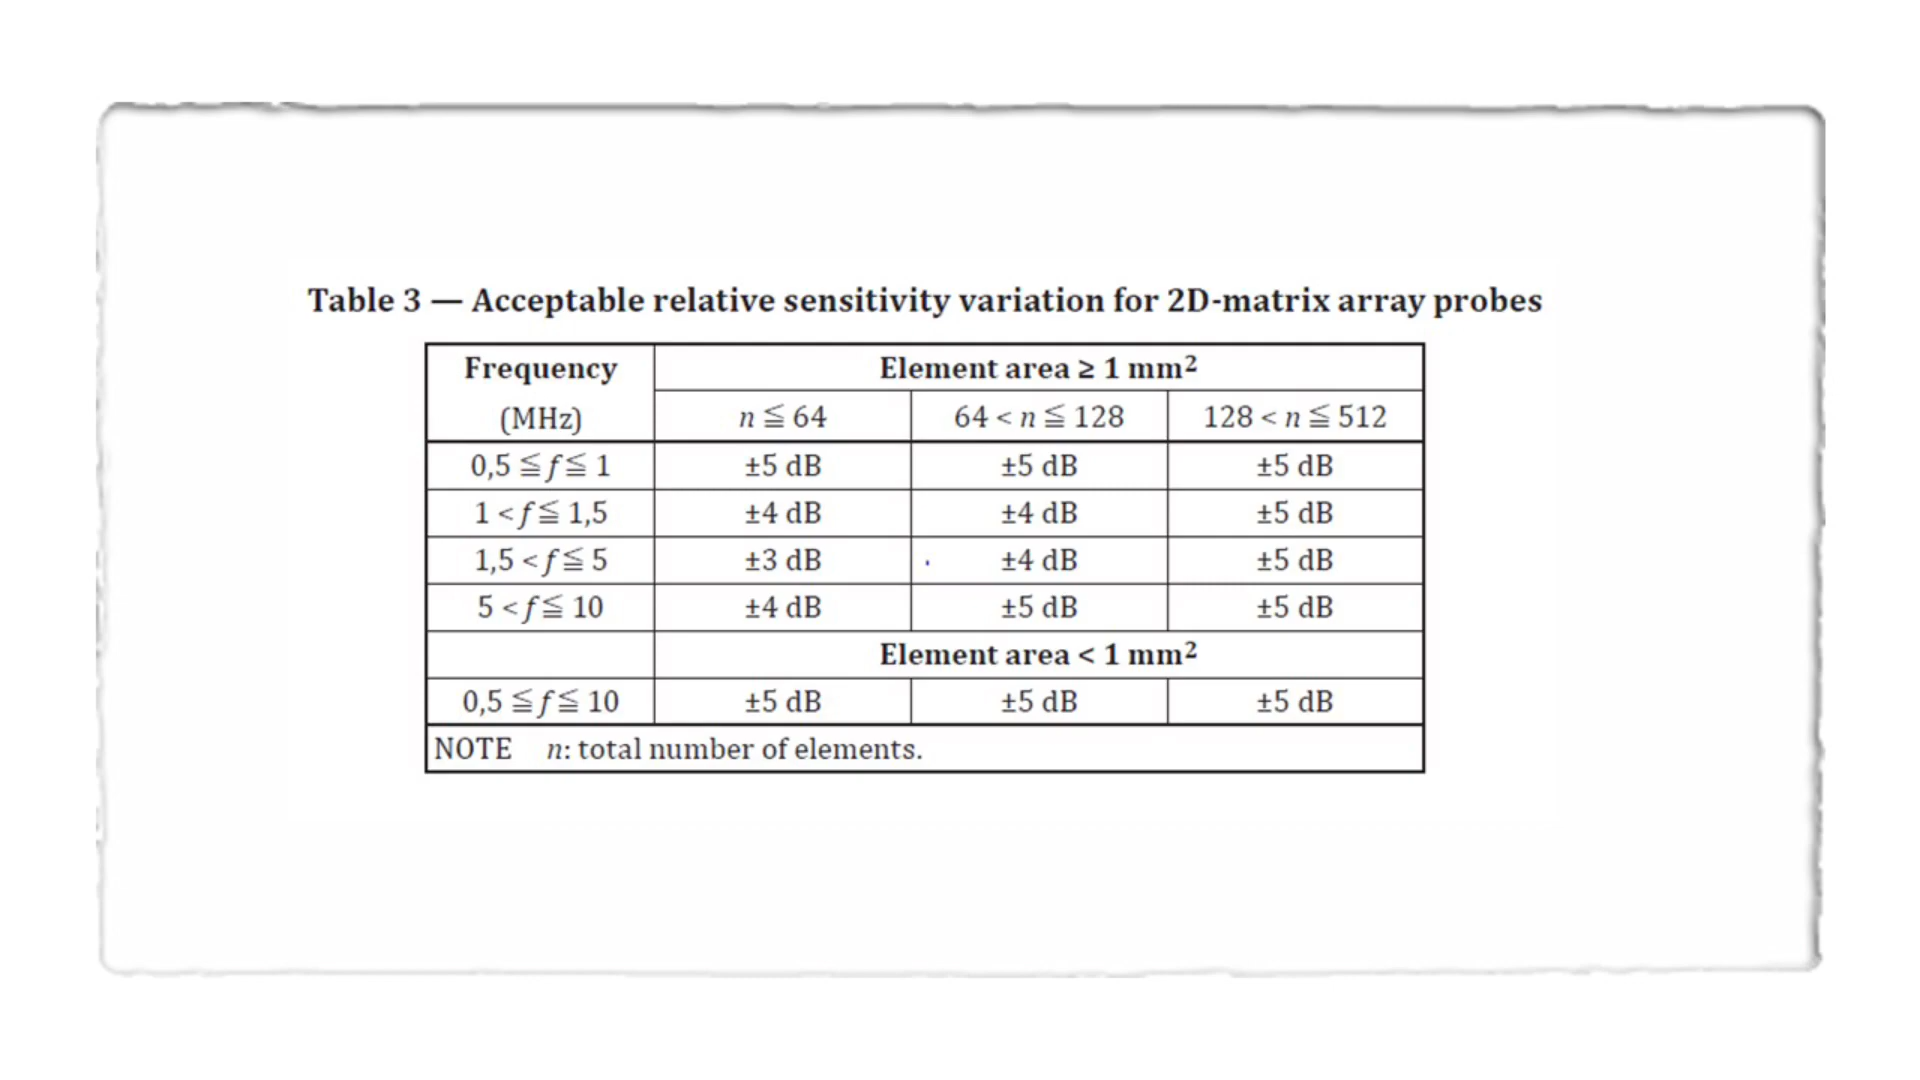 Table 3 — Acceptable relative sensitivity variation for 2D-matrix array probes
Frequency (MHz) Element area ≥ 1 mm²
n ≦ 64 64 < n ≦ 128 128 < n ≦ 512
0,5 ≦ f ≦ 1 ±5 dB ±5 dB ±5 dB
1 < f ≦ 1,5 ±4 dB ±4 dB ±5 dB
1,5 < f ≦ 5 ±3 dB ±4 dB ±5 dB
5 < f ≦ 10 ±4 dB ±5 dB ±5 dB
Element area < 1 mm²
0,5 ≦ f ≦ 10 ±5 dB ±5 dB ±5 dB
NOTE n: total number of elements.